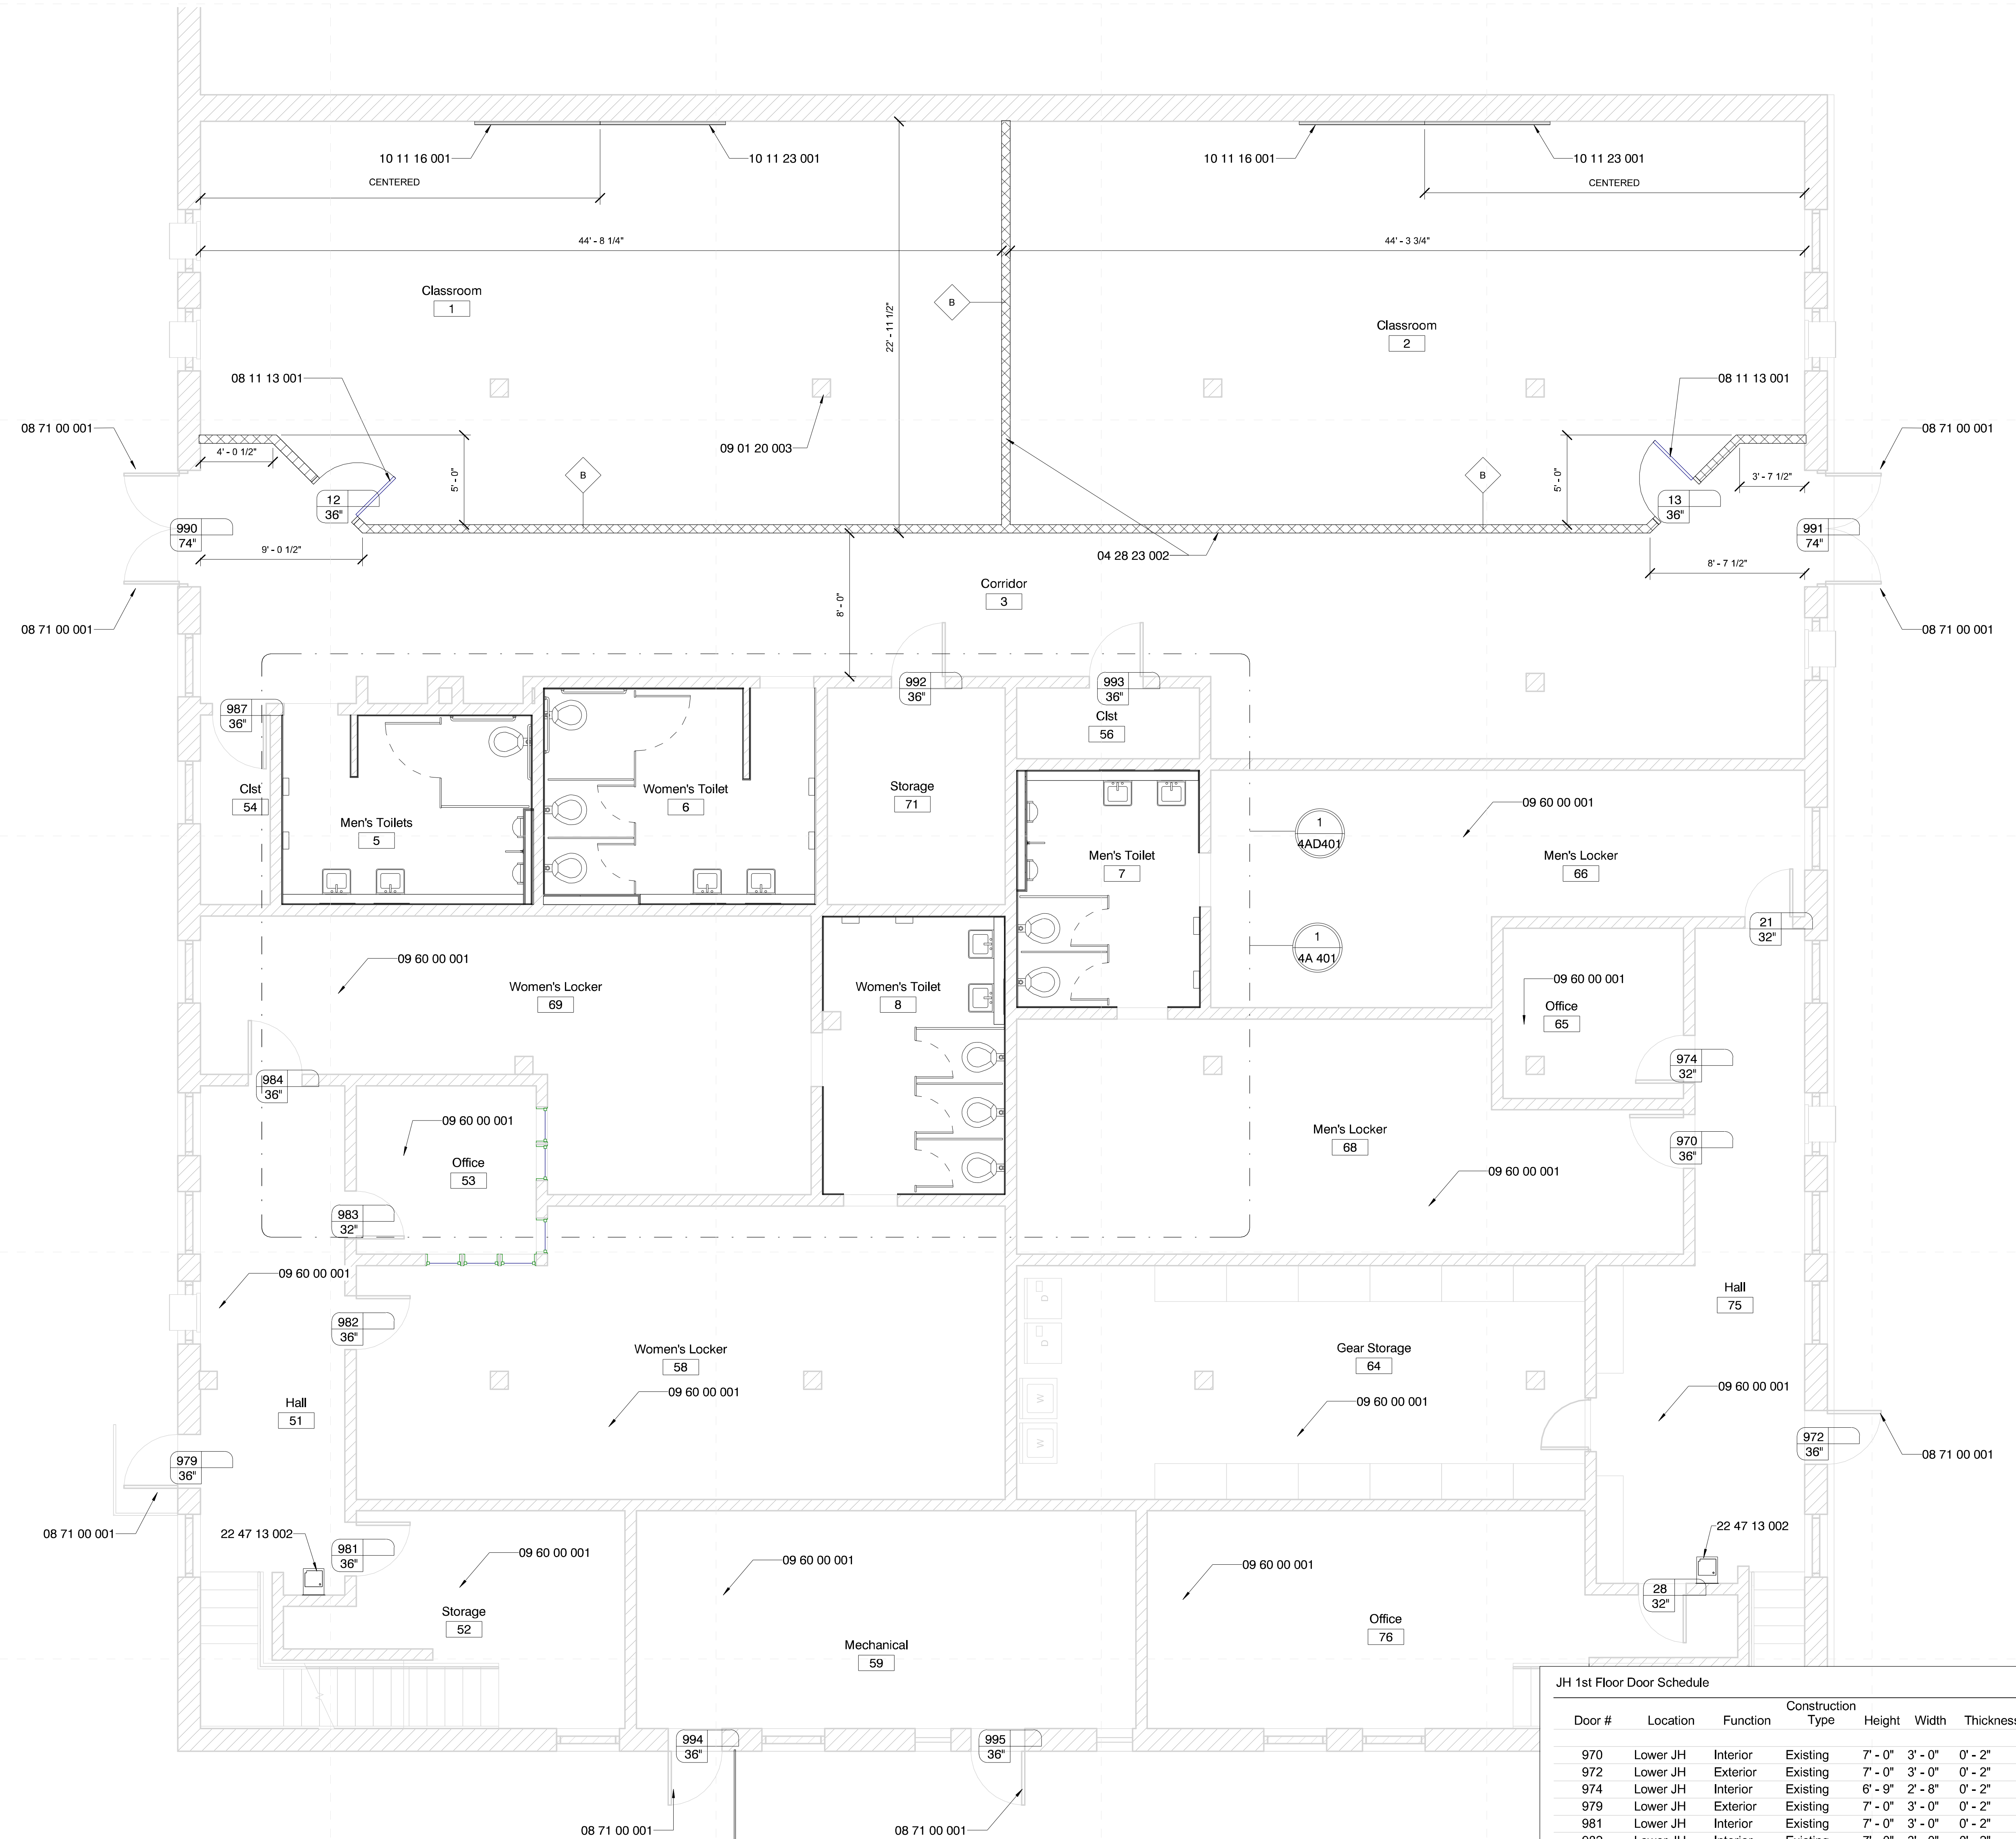 10 11 16 001
10 11 23 001
10 11 16 001
10 11 23 001
CENTERED
CENTERED
44' - 8 1/4"
44' - 3 3/4"
Classroom
1
B
22' - 11 1/2"
Classroom
2
08 11 13 001
08 11 13 001
08 71 00 001
08 71 00 001
09 01 20 003
4' - 0 1/2"
5' - 0"
B
B
5' - 0"
3' - 7 1/2"
12
36"
13
36"
990
74"
991
74"
9' - 0 1/2"
04 28 23 002
8' - 7 1/2"
Corridor
3
8' - 0"
08 71 00 001
08 71 00 001
992
36"
993
36"
987
36"
Clst
56
Clst
54
Women's Toilet
6
Storage
71
09 60 00 001
Men's Toilets
5
1
4AD401
Men's Toilet
7
Men's Locker
66
21
32"
1
4A 401
09 60 00 001
09 60 00 001
Women's Locker
69
Women's Toilet
8
Office
65
974
32"
984
36"
09 60 00 001
Men's Locker
68
970
36"
Office
53
09 60 00 001
983
32"
09 60 00 001
Hall
75
982
36"
D
D
Women's Locker
58
Gear Storage
64
09 60 00 001
09 60 00 001
09 60 00 001
W
W
Hall
51
979
36"
972
36"
08 71 00 001
08 71 00 001
22 47 13 002
22 47 13 002
981
36"
09 60 00 001
09 60 00 001
09 60 00 001
28
32"
Storage
52
Office
76
Mechanical
59
994
36"
995
36"
08 71 00 001
08 71 00 001
JH 1st Floor Door Schedule
Door # Location Function Construction Type Height Width Thickness
970 Lower JH Interior Existing 7' - 0" 3' - 0" 0' - 2"
972 Lower JH Exterior Existing 7' - 0" 3' - 0" 0' - 2"
974 Lower JH Interior Existing 6' - 9" 2' - 8" 0' - 2"
979 Lower JH Exterior Existing 7' - 0" 3' - 0" 0' - 2"
981 Lower JH Interior Existing 7' - 0" 3' - 0" 0' - 2"